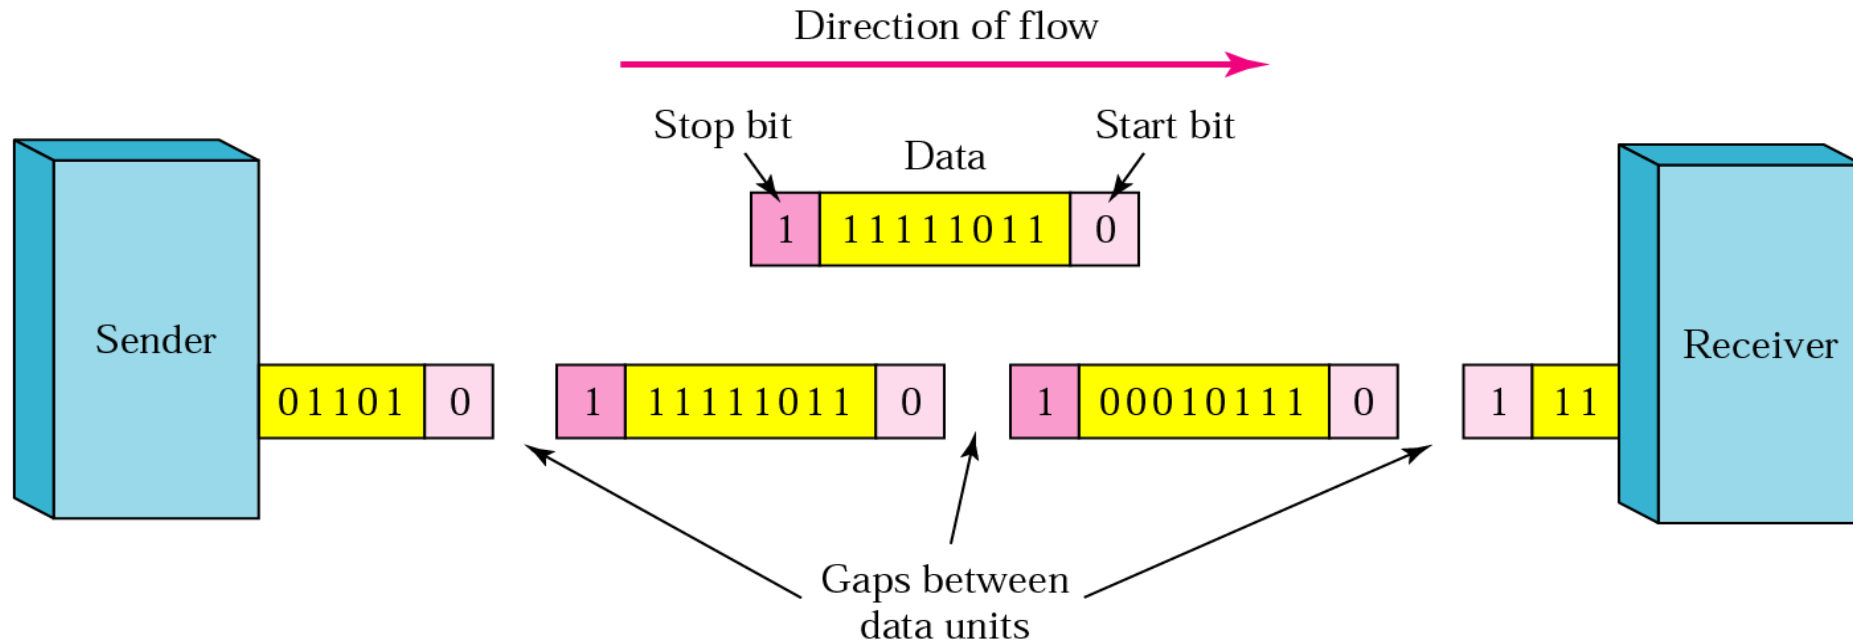 Direction of flow
Stop bit
Start bit
Data
1 11111011 0
Sender
Receiver
01101 0 1 11111011 0 1 00010111 0 1 11
Gaps between
data units